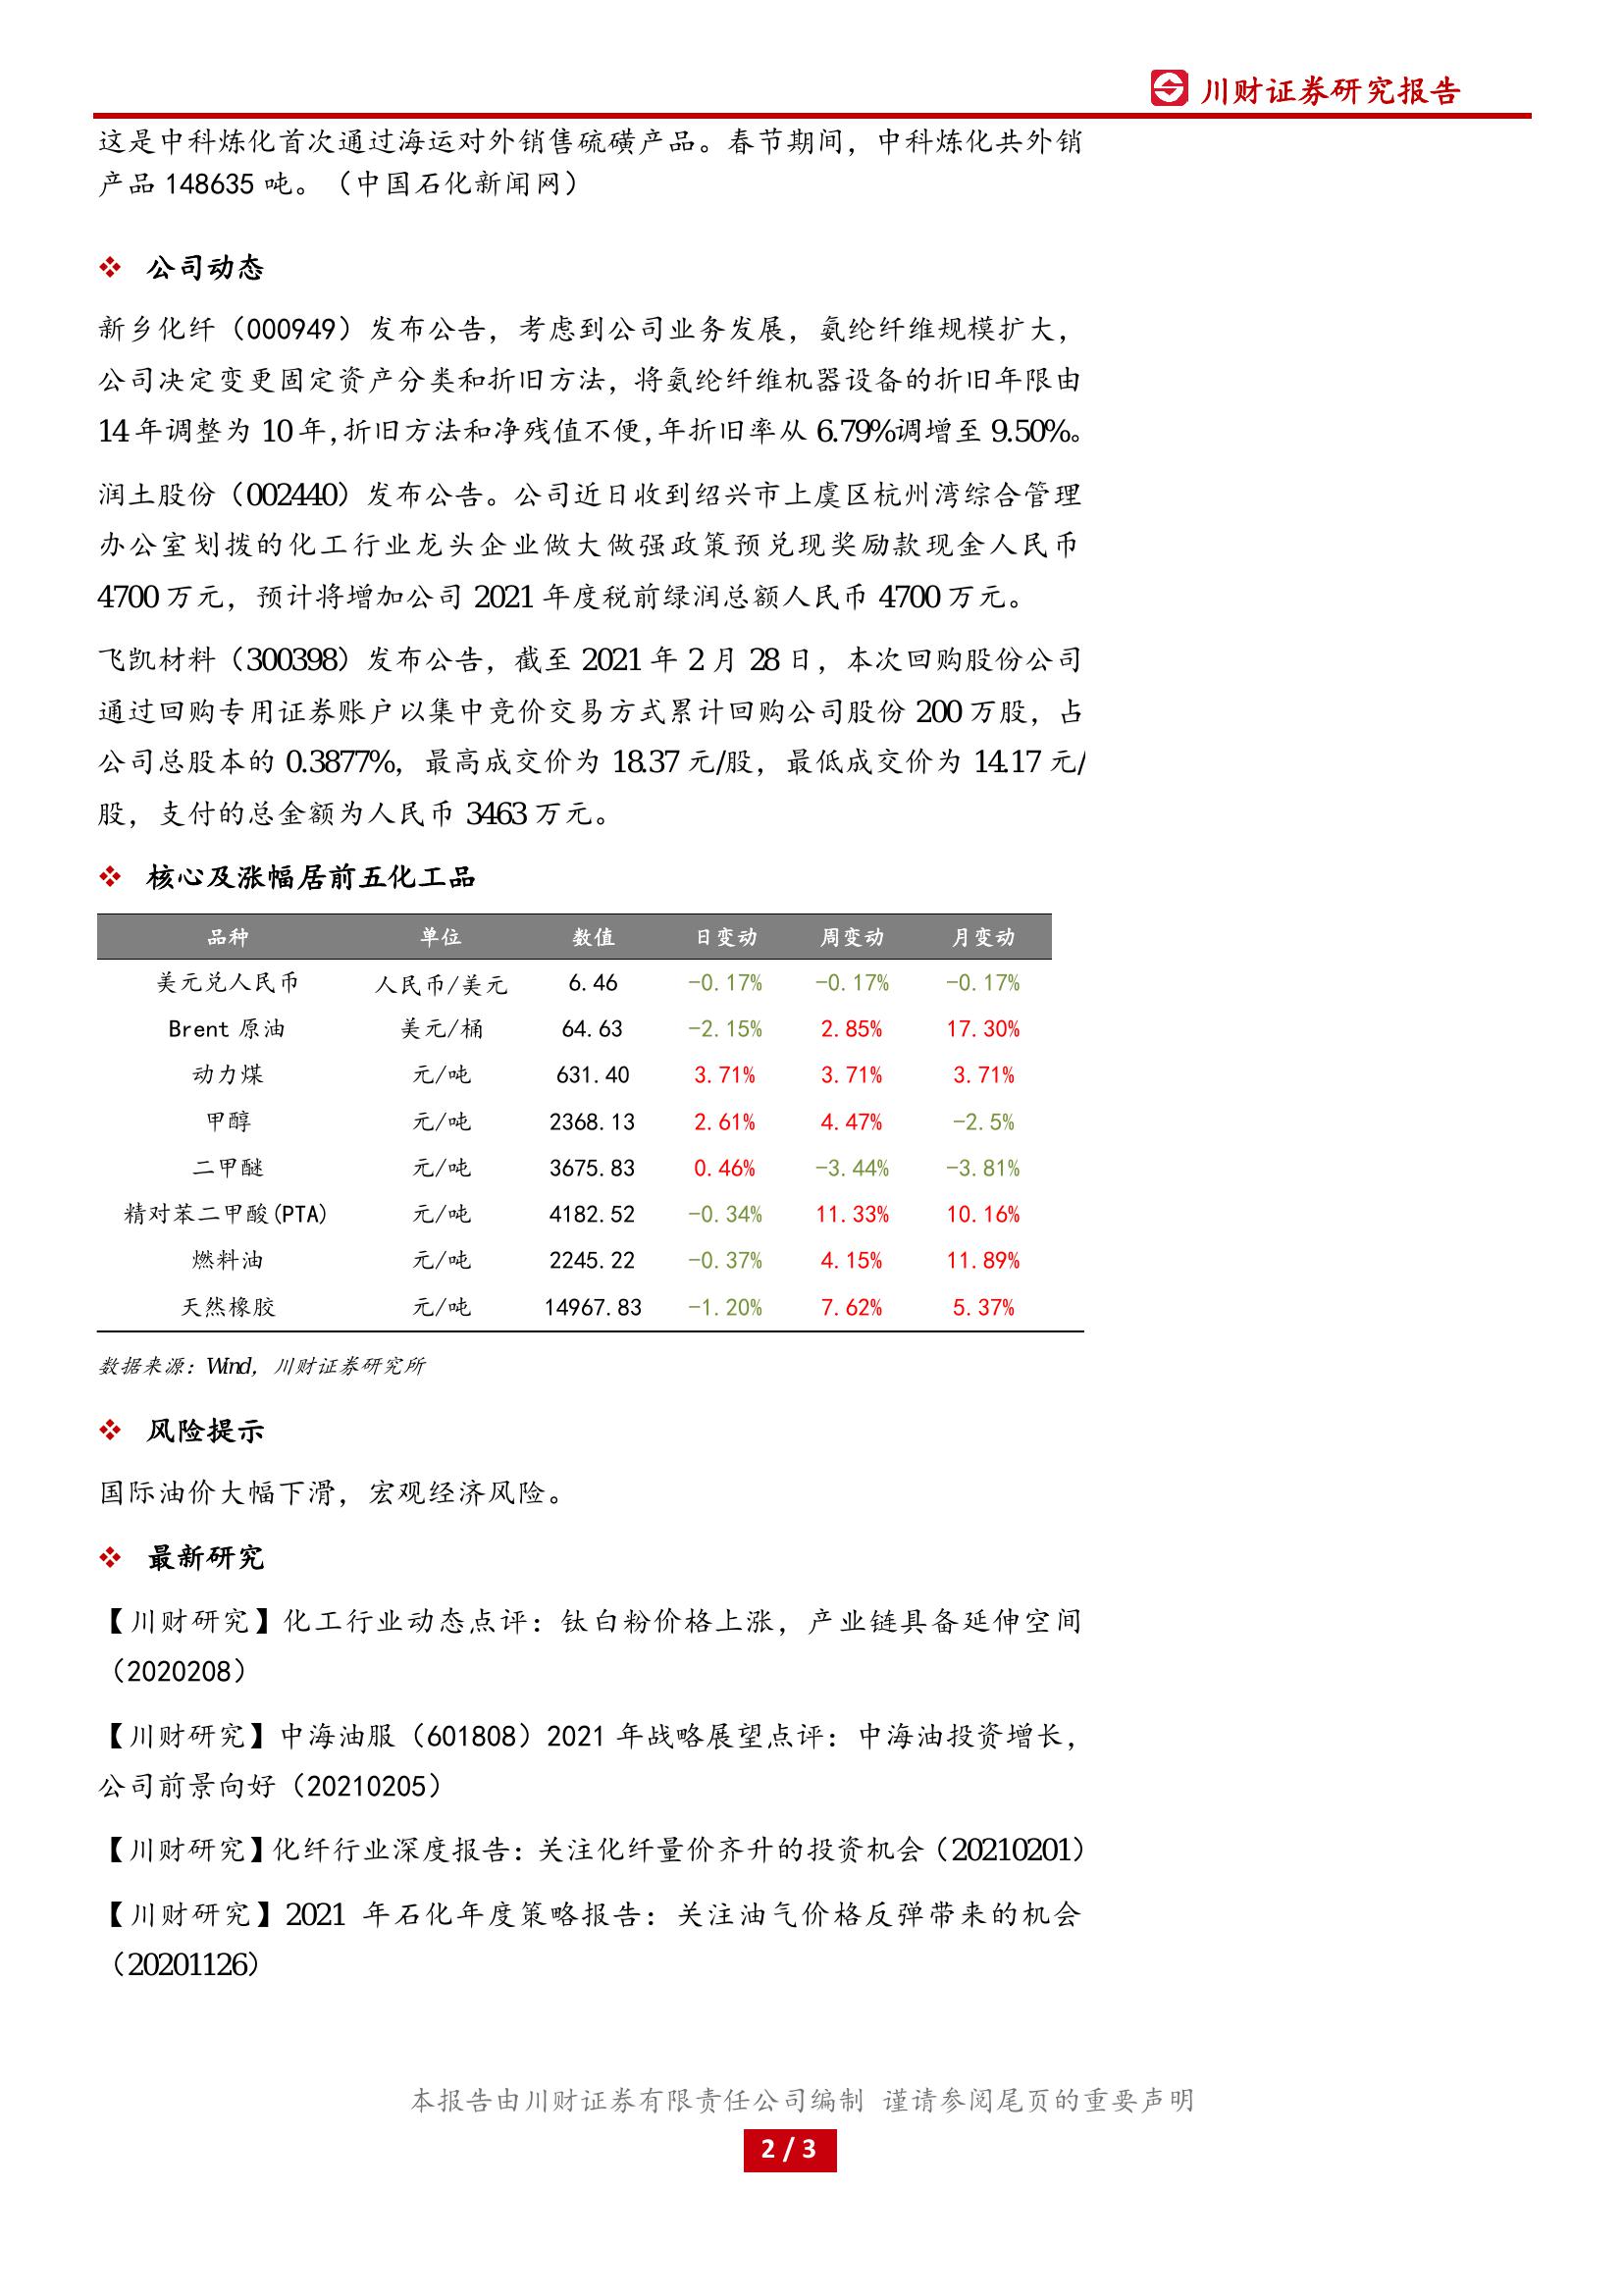 川财证券研究报告
这是中科炼化首次通过海运对外销售硫磺产品。春节期间，中科炼化共外销
产品 148635 吨。（中国石化新闻网）
公司动态
新乡化纤（000949）发布公告，考虑到公司业务发展，氨纶纤维规模扩大，
公司决定变更固定资产分类和折旧方法，将氨纶纤维机器设备的折旧年限由
14 年调整为 10 年，折旧方法和净残值不便，年折旧率从 6.79%调增至 9.50%。
润土股份（002440）发布公告。公司近日收到绍兴市上虞区杭州湾综合管理
办公室划拨的化工行业龙头企业做大做强政策预兑现奖励款现金人民币
4700 万元，预计将增加公司 2021 年度税前绿润总额人民币 4700 万元。
飞凯材料（300398）发布公告，截至 2021 年 2 月 28 日，本次回购股份公司
通过回购专用证券账户以集中竞价交易方式累计回购公司股份 200 万股，占
公司总股本的 0.3877%，最高成交价为 18.37 元/股，最低成交价为 14.17 元/
股，支付的总金额为人民币 3463 万元。
核心及涨幅居前五化工品
品种 单位 数值 日变动 周变动 月变动
美元兑人民币 人民币/美元 6.46 -0.17% -0.17% -0.17%
Brent 原油 美元/桶 64.63 -2.15% 2.85% 17.30%
动力煤 元/吨 631.40 3.71% 3.71% 3.71%
甲醇 元/吨 2368.13 2.61% 4.47% -2.5%
二甲醚 元/吨 3675.83 0.46% -3.44% -3.81%
精对苯二甲酸(PTA) 元/吨 4182.52 -0.34% 11.33% 10.16%
燃料油 元/吨 2245.22 -0.37% 4.15% 11.89%
天然橡胶 元/吨 14967.83 -1.20% 7.62% 5.37%
数据来源：Wind，川财证券研究所
风险提示
国际油价大幅下滑，宏观经济风险。
最新研究
【川财研究】化工行业动态点评：钛白粉价格上涨，产业链具备延伸空间
（2020208）
【川财研究】中海油服（601808）2021 年战略展望点评：中海油投资增长，
公司前景向好（20210205）
【川财研究】化纤行业深度报告：关注化纤量价齐升的投资机会（20210201）
【川财研究】2021 年石化年度策略报告：关注油气价格反弹带来的机会
（20201126）
本报告由川财证券有限责任公司编制 谨请参阅尾页的重要声明
2 / 3